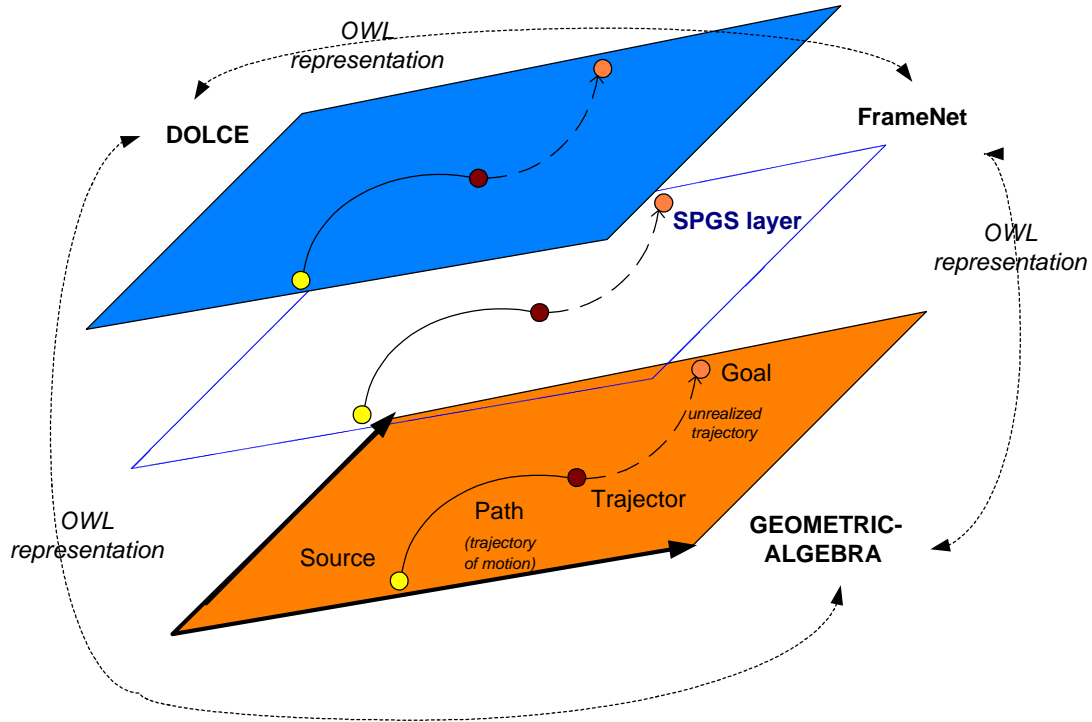 OWL
representation
DOLCE
FrameNet
SPGS layer
OWL
representation
Goal
unrealized
trajectory
Trajector
Path
(trajectory
of motion)
Source
OWL
representation
GEOMETRIC-
ALGEBRA